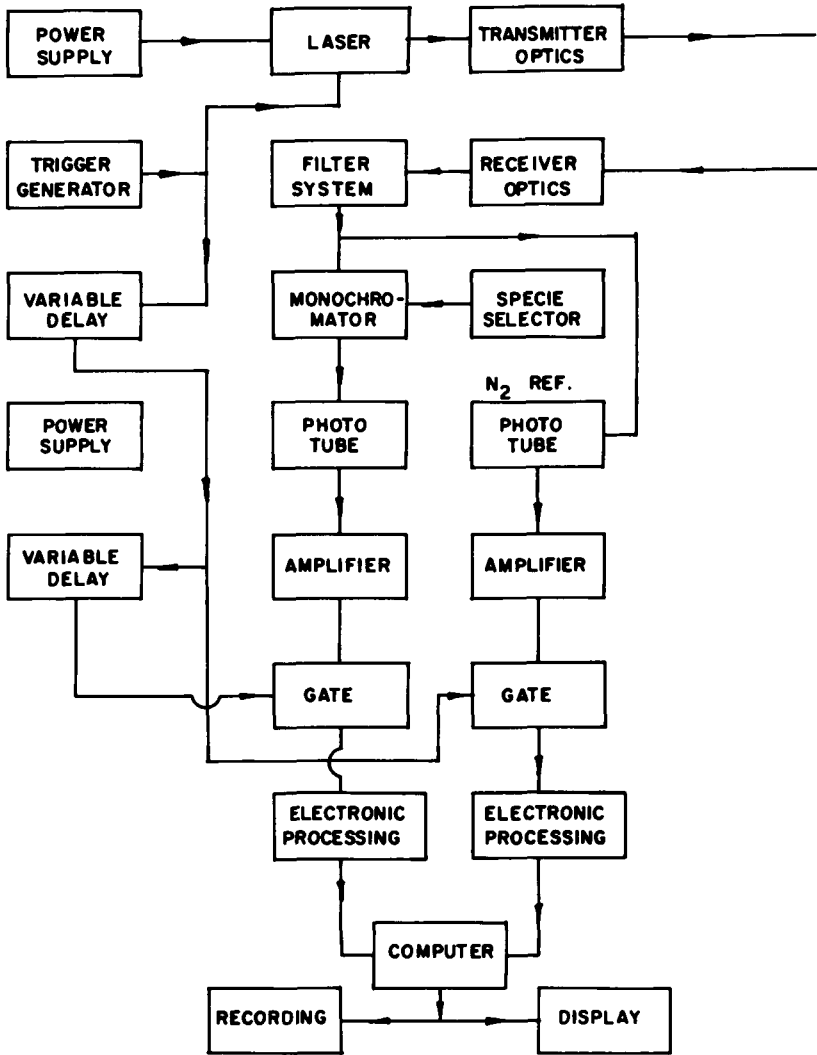 POWER
SUPPLY
LASER
TRANSMITTER
OPTICS
TRIGGER
GENERATOR
FILTER
SYSTEM
RECEIVER
OPTICS
VARIABLE
DELAY
MONOCHRO-
MATOR
SPECIE
SELECTOR
POWER
SUPPLY
PHOTO
TUBE
N2 REF.
PHOTO
TUBE
VARIABLE
DELAY
AMPLIFIER
AMPLIFIER
GATE
GATE
ELECTRONIC
PROCESSING
ELECTRONIC
PROCESSING
COMPUTER
RECORDING
DISPLAY